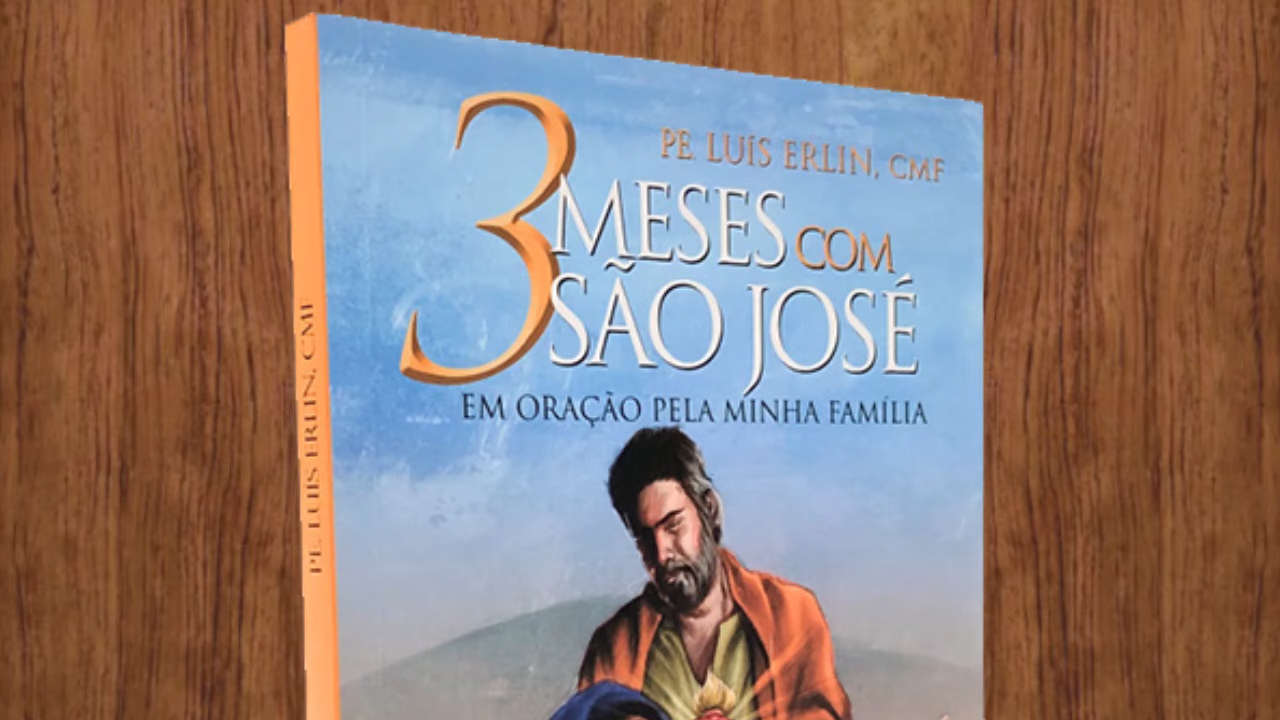 PE. LUÍS ERLIN, CMF
3 MESES COM
SÃO JOSÉ
EM ORAÇÃO PELA MINHA FAMÍLIA
PE. LUÍS ERLIN, CMF